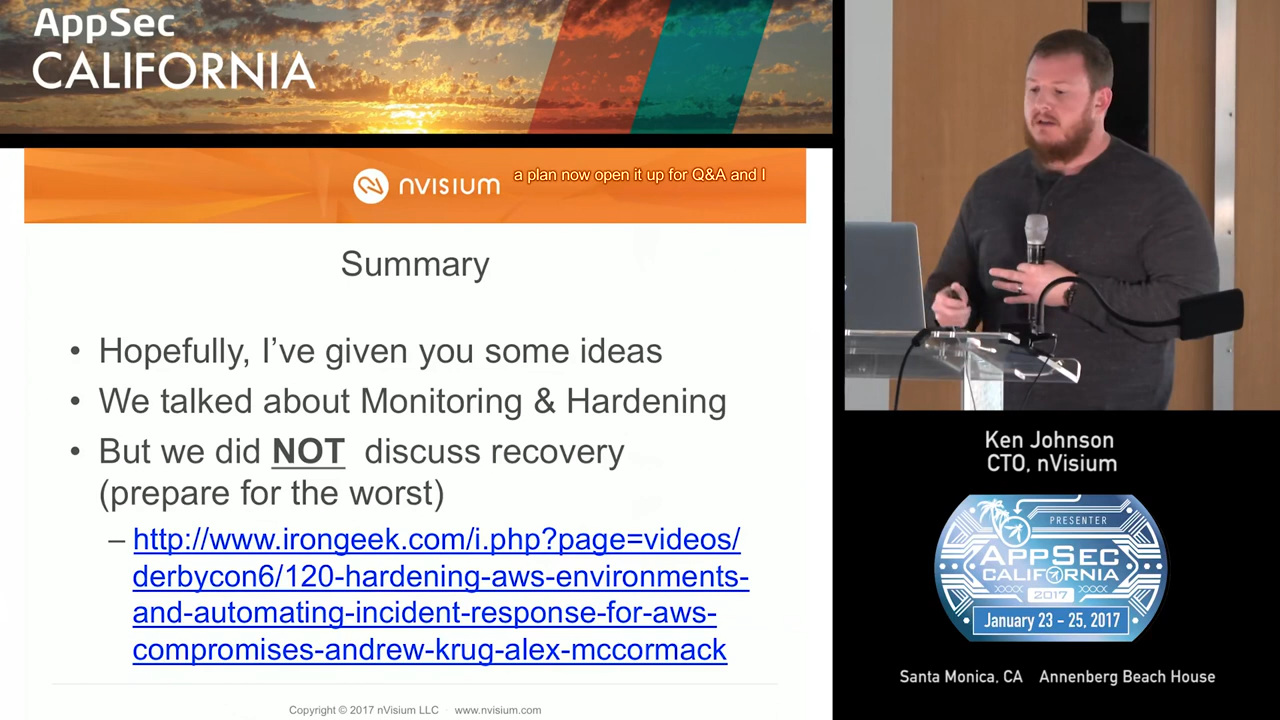 AppSec
CALIFORNIA
nvisium
a plan now open it up for Q&A and I
Summary
• Hopefully, I’ve given you some ideas
• We talked about Monitoring & Hardening
• But we did NOT discuss recovery
(prepare for the worst)
– http://www.irongeek.com/i.php?page=videos/
derbycon6/120-hardening-aws-environments-
and-automating-incident-response-for-aws-
compromises-andrew-krug-alex-mccormack
Copyright © 2017 nVisium LLC · www.nvisium.com
Ken Johnson
CTO, nVisium
PRESENTER
APPSEC
CALIFORNIA
2017
January 23 – 25, 2017
Santa Monica, CA Annenberg Beach House